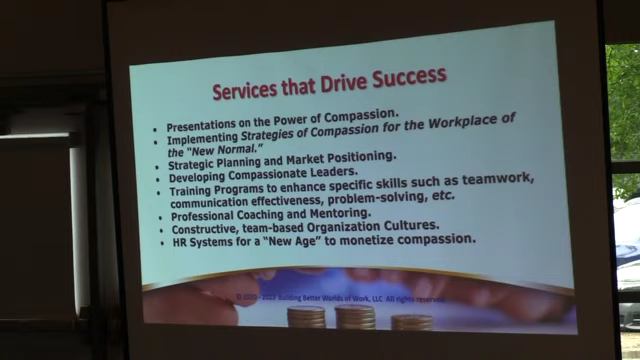 Services that Drive Success
• Presentations on the Power of Compassion.
• Implementing Strategies of Compassion for the Workplace of
the “New Normal.”
• Strategic Planning and Market Positioning.
• Developing Compassionate Leaders.
• Training Programs to enhance specific skills such as teamwork,
communication effectiveness, problem-solving, etc.
• Professional Coaching and Mentoring.
• Constructive, team-based Organization Cultures.
• HR Systems for a “New Age” to monetize compassion.
© 2020 - 2023 Building Better Worlds of Work, LLC All rights reserved